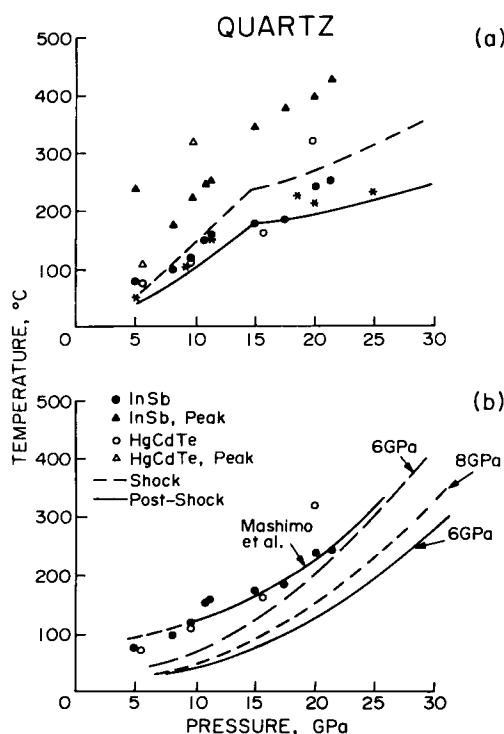 QUARTZ
(a)
500
400
300
200
100
0 5 10 15 20 25 30
TEMPERATURE, °C
(b)
500
400
300
200
100
0 5 10 15 20 25 30
InSb
InSb, Peak
HgCdTe
HgCdTe, Peak
Shock
Post-Shock
Mashimo
et al.
6GPa
8GPa
6GPa
PRESSURE, GPa